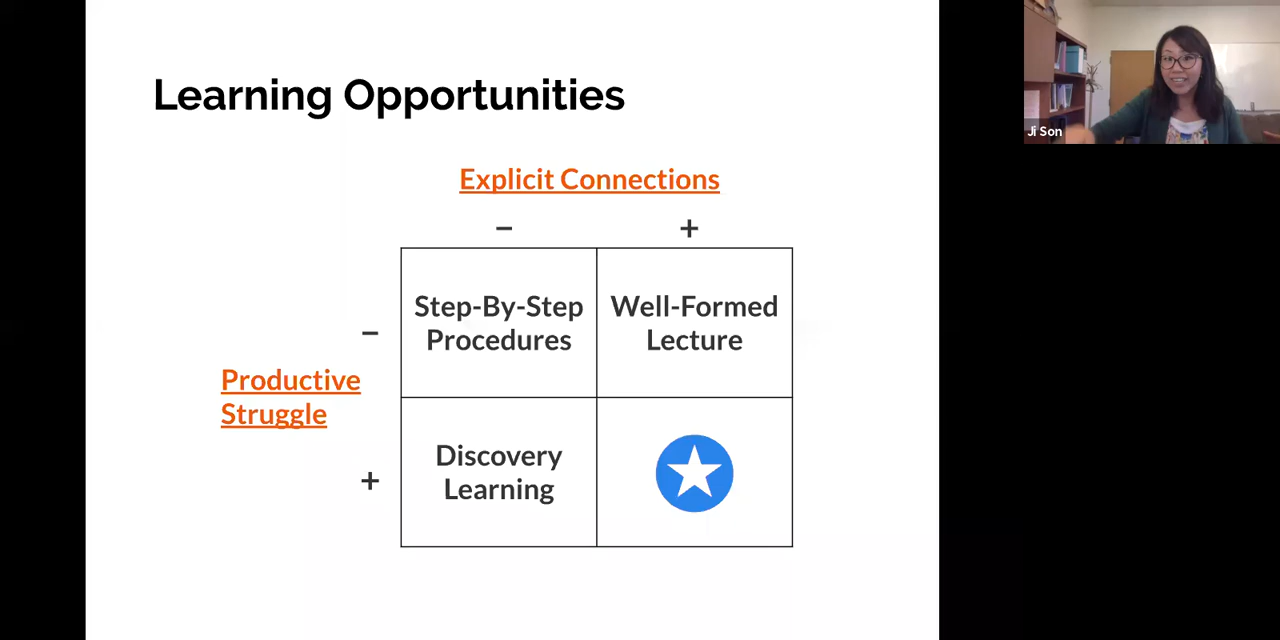 Learning Opportunities
Ji Son
Explicit Connections
− +
Step-By-Step
Procedures
Well-Formed
Lecture
−
Productive
Struggle
+
Discovery
Learning